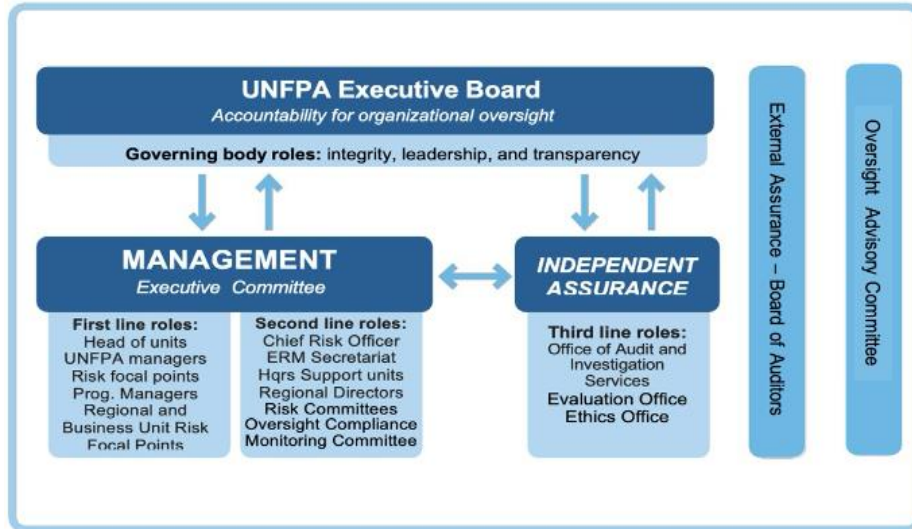 UNFPA Executive Board
Accountability for organizational oversight
Governing body roles: integrity, leadership, and transparency
MANAGEMENT
Executive Committee
First line roles:
Head of units
UNFPA managers
Risk focal points
Prog. Managers
Regional and
Business Unit Risk
Focal Points
Second line roles:
Chief Risk Officer
ERM Secretariat
Hqrs Support units
Regional Directors
Risk Committees
Oversight Compliance
Monitoring Committee
INDEPENDENT
ASSURANCE
Third line roles:
Office of Audit and
Investigation
Services
Evaluation Office
Ethics Office
External Assurance – Board of Auditors
Oversight Advisory Committee